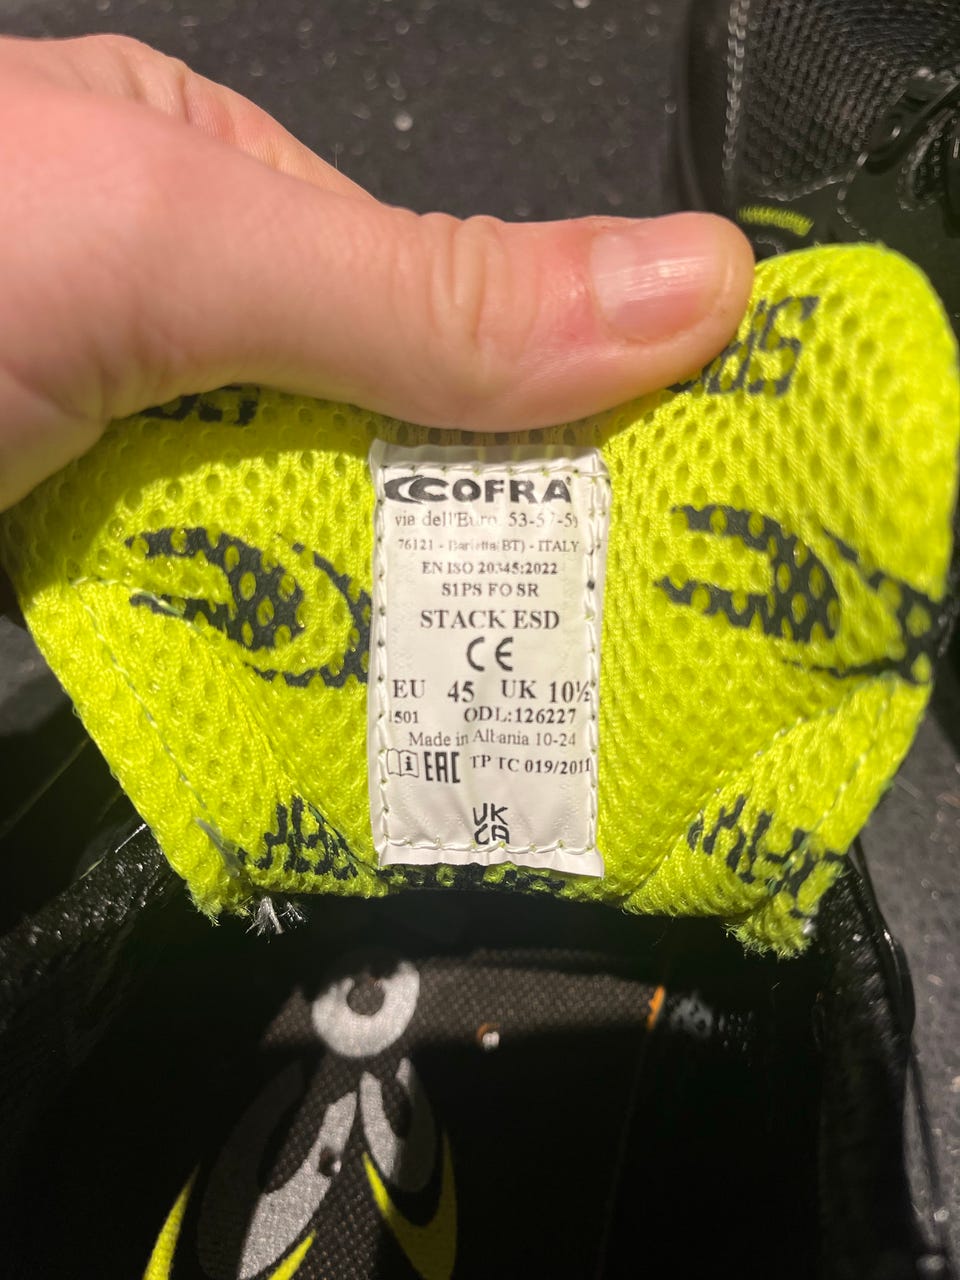 COFRA
via dell'Euro, 53-57-59
76121 - Barletta(BT) - ITALY
EN ISO 20345:2022
S1PS FO SR
STACK ESD
CE
EU 45 UK 10½
1501 ODL:126227
Made in Albania 10-24
i EAC TP TC 019/2011
UK
CA